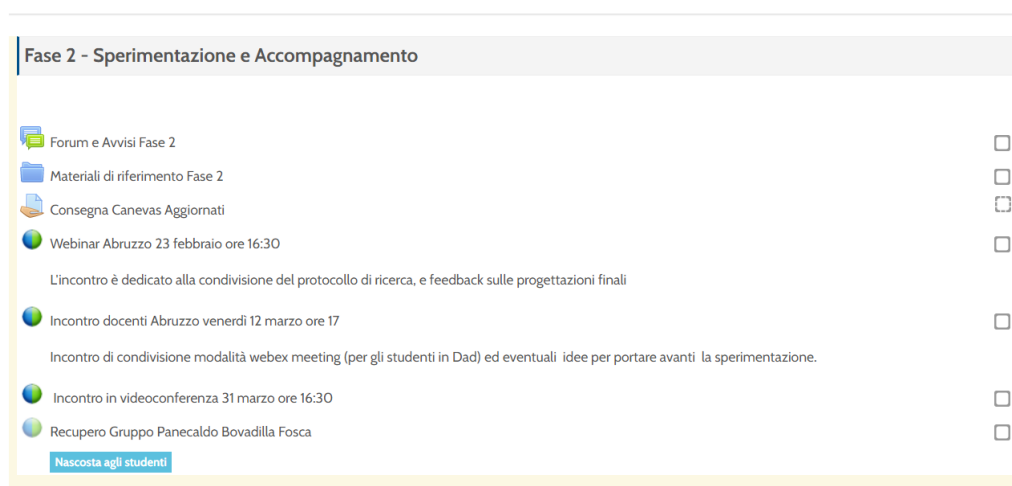 Fase 2 - Sperimentazione e Accompagnamento
Forum e Avvisi Fase 2
Materiali di riferimento Fase 2
Consegna Canevas Aggiornati
Webinar Abruzzo 23 febbraio ore 16:30
L'incontro è dedicato alla condivisione del protocollo di ricerca, e feedback sulle progettazioni finali
Incontro docenti Abruzzo venerdì 12 marzo ore 17
Incontro di condivisione modalità webex meeting (per gli studenti in Dad) ed eventuali idee per portare avanti la sperimentazione.
Incontro in videoconferenza 31 marzo ore 16:30
Recupero Gruppo Panecaldo Bovadilla Fosca
Nascosta agli studenti